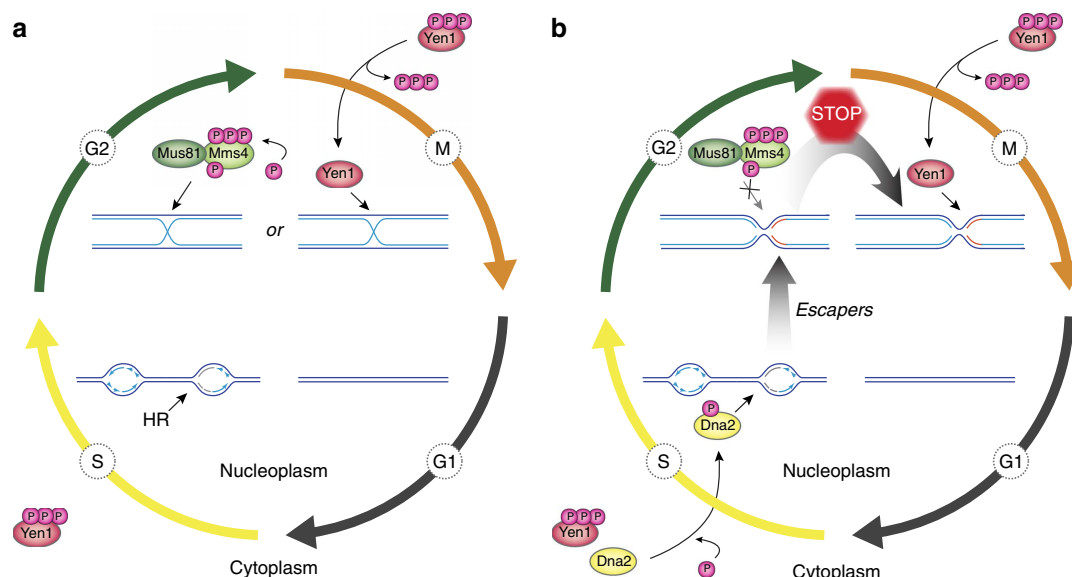 a
P P P
Yen1
P P P
G2
M
P P P
Mus81 Mms4
P
P
Yen1
or
HR
S
G1
Nucleoplasm
P P P
Yen1
Cytoplasm
b
P P P
Yen1
P P P
STOP
G2
M
P P P
Mus81 Mms4
P
Yen1
Escapers
P
Dna2
S
G1
Nucleoplasm
P P P
Yen1
Dna2
P
Cytoplasm